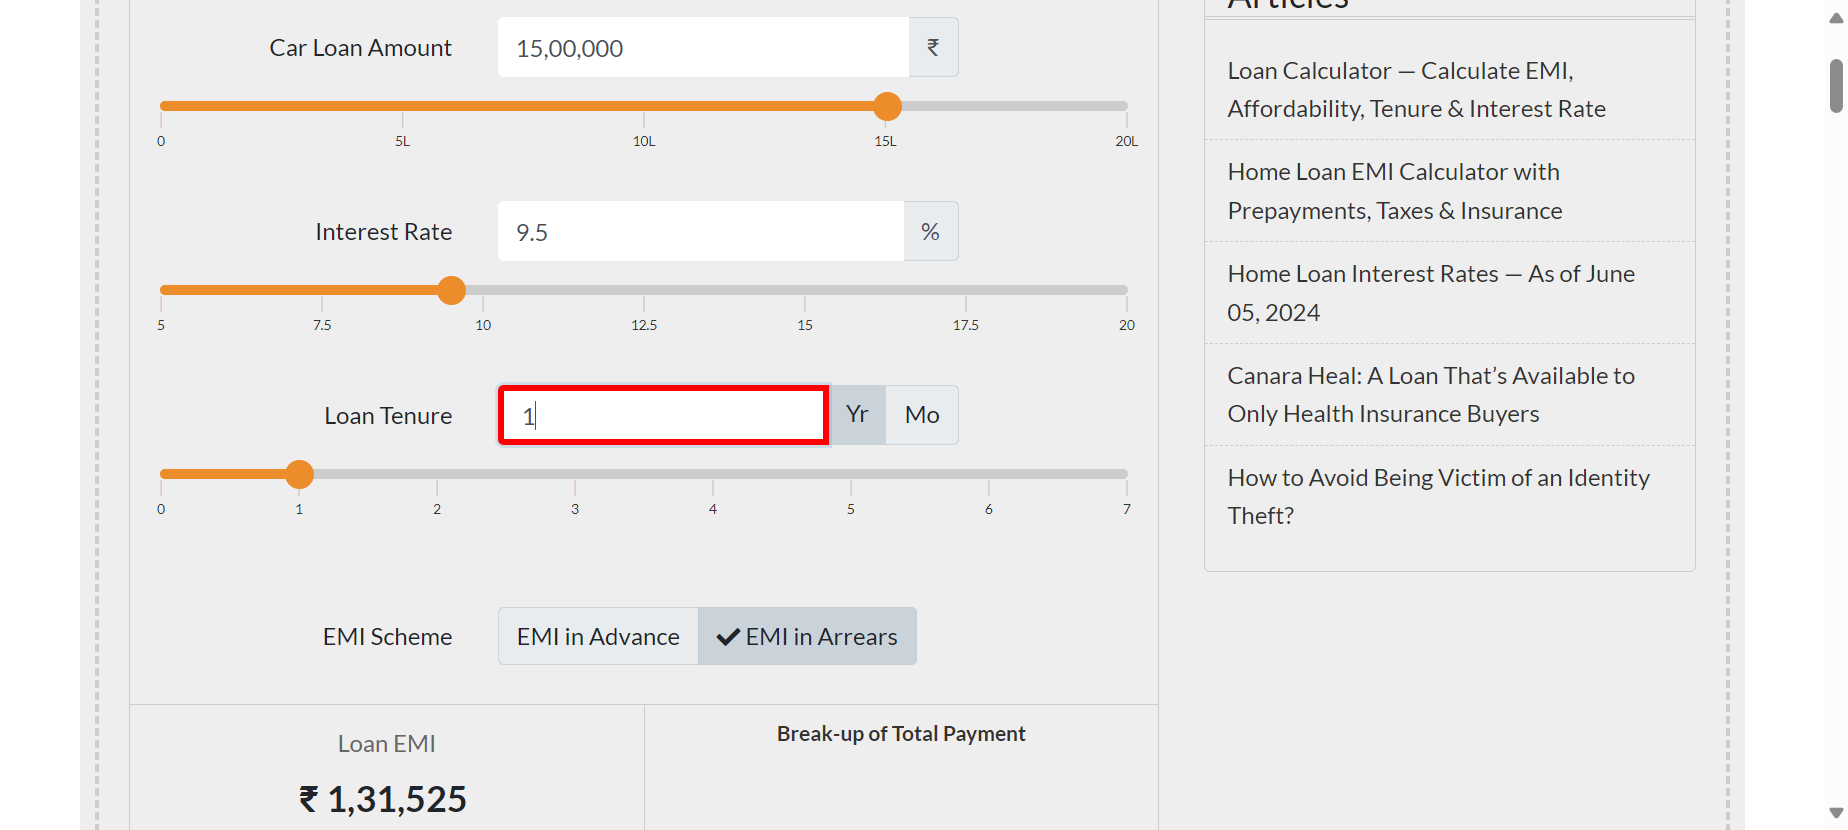 Car Loan Amount
15,00,000
₹
0 5L 10L 15L 20L
Interest Rate
9.5
%
5 7.5 10 12.5 15 17.5 20
Loan Tenure
1
Yr Mo
0 1 2 3 4 5 6 7
EMI Scheme
EMI in Advance
EMI in Arrears
Loan EMI
₹ 1,31,525
Break-up of Total Payment
Articles
Loan Calculator — Calculate EMI,
Affordability, Tenure & Interest Rate
Home Loan EMI Calculator with
Prepayments, Taxes & Insurance
Home Loan Interest Rates — As of June
05, 2024
Canara Heal: A Loan That’s Available to
Only Health Insurance Buyers
How to Avoid Being Victim of an Identity
Theft?